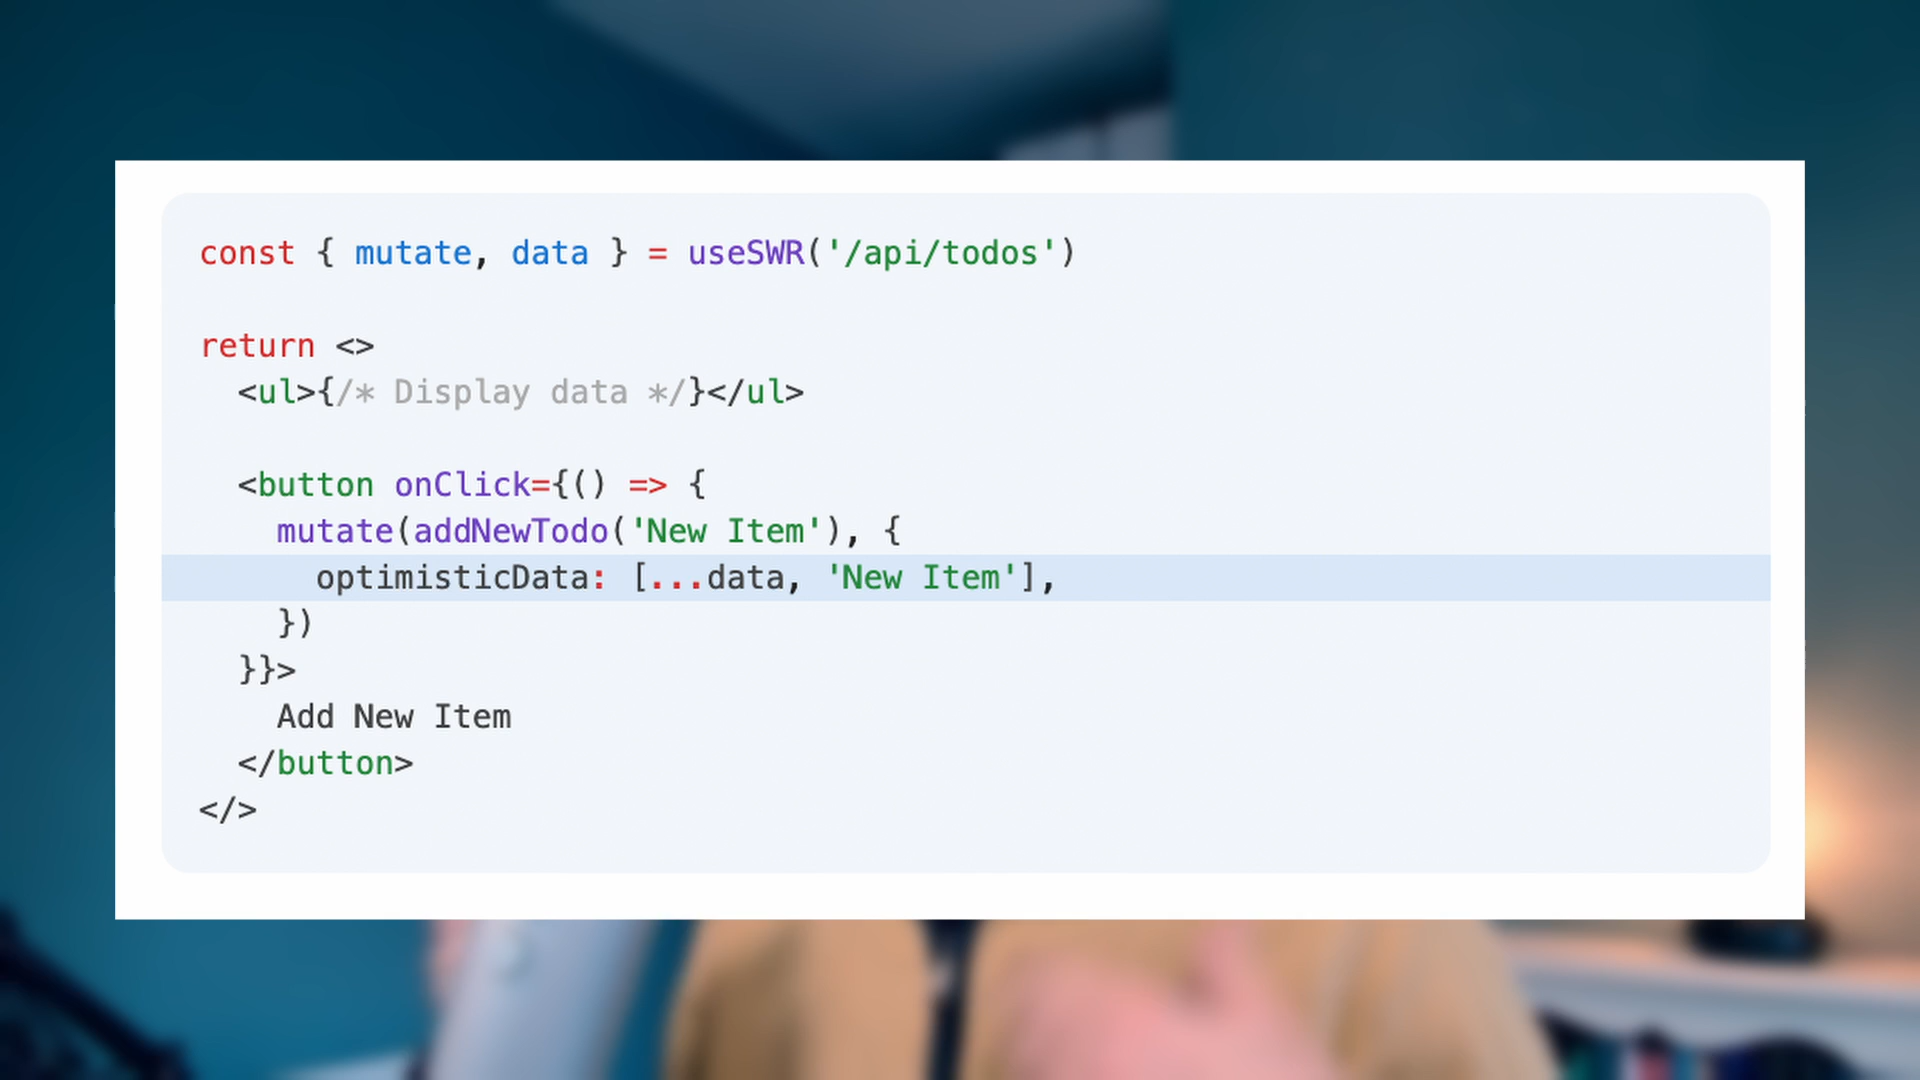 const { mutate, data } = useSWR('/api/todos')
return <>
<ul>{/* Display data */}</ul>
<button onClick={() => {
mutate(addNewTodo('New Item'), {
optimisticData: [...data, 'New Item'],
})
}}>
Add New Item
</button>
</>